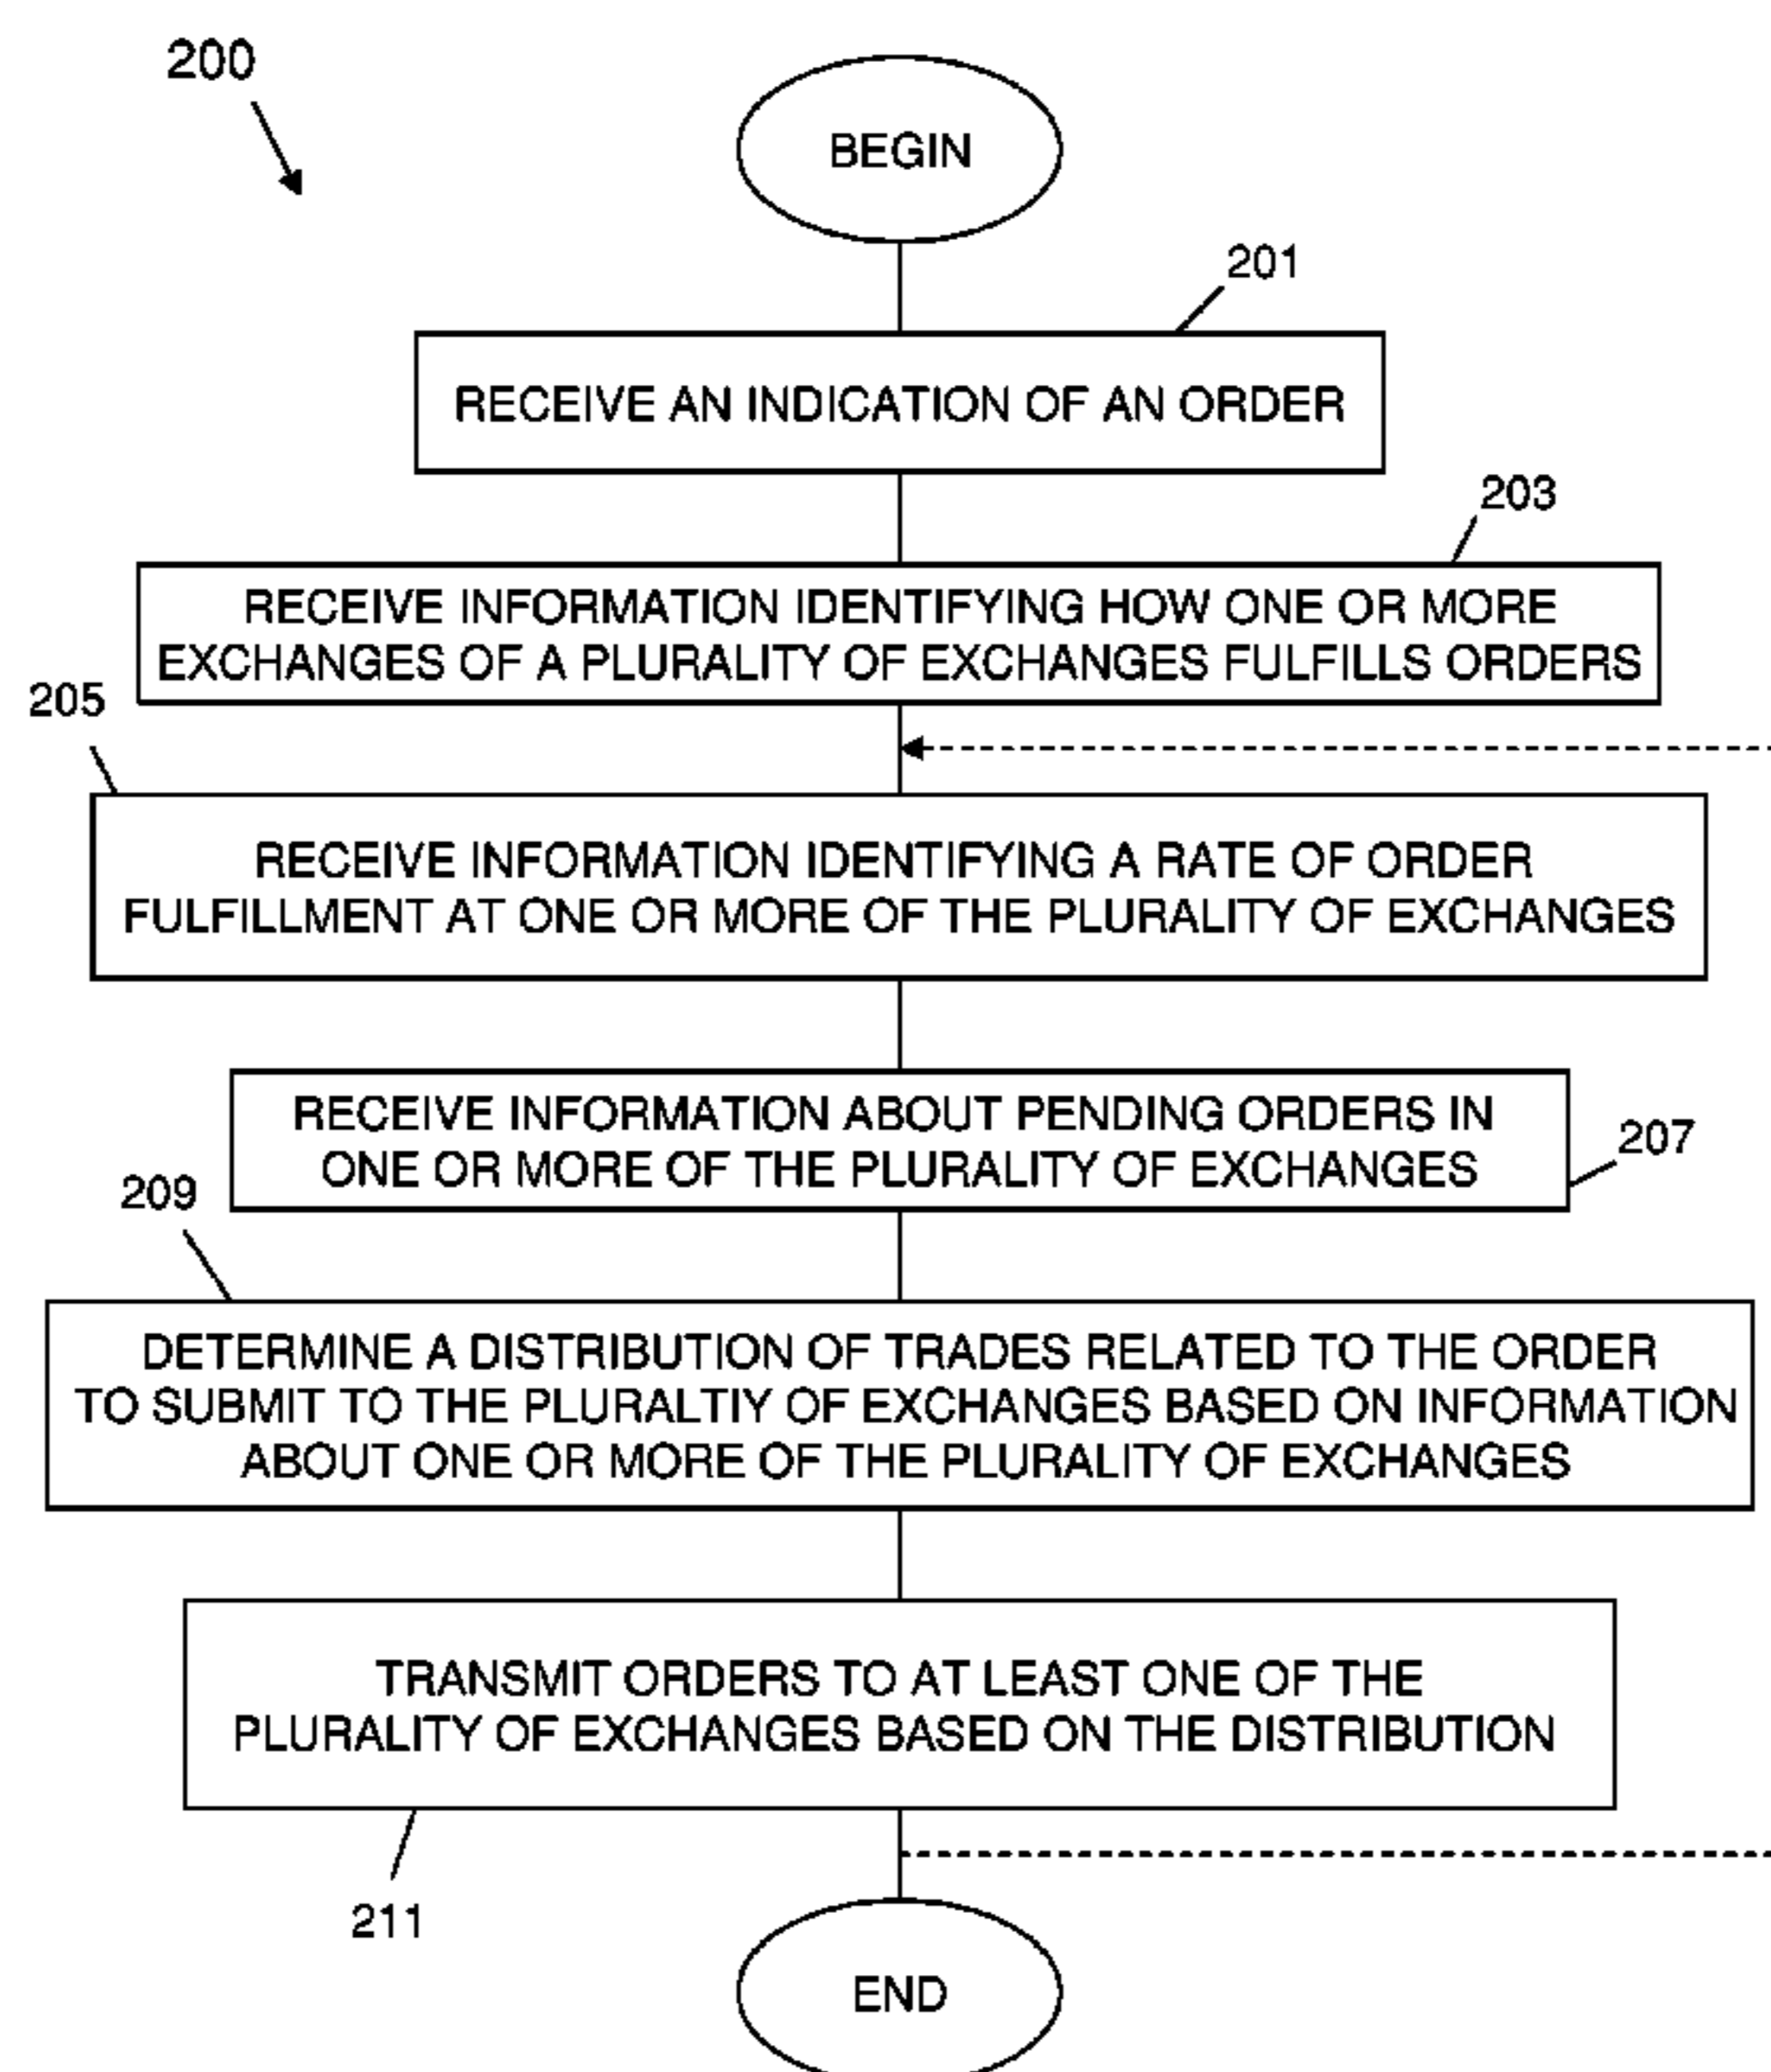 200
BEGIN
201
RECEIVE AN INDICATION OF AN ORDER
203
RECEIVE INFORMATION IDENTIFYING HOW ONE OR MORE
EXCHANGES OF A PLURALITY OF EXCHANGES FULFILLS ORDERS
205
RECEIVE INFORMATION IDENTIFYING A RATE OF ORDER
FULFILLMENT AT ONE OR MORE OF THE PLURALITY OF EXCHANGES
RECEIVE INFORMATION ABOUT PENDING ORDERS IN
ONE OR MORE OF THE PLURALITY OF EXCHANGES
207
209
DETERMINE A DISTRIBUTION OF TRADES RELATED TO THE ORDER
TO SUBMIT TO THE PLURALTIY OF EXCHANGES BASED ON INFORMATION
ABOUT ONE OR MORE OF THE PLURALITY OF EXCHANGES
TRANSMIT ORDERS TO AT LEAST ONE OF THE
PLURALITY OF EXCHANGES BASED ON THE DISTRIBUTION
211
END